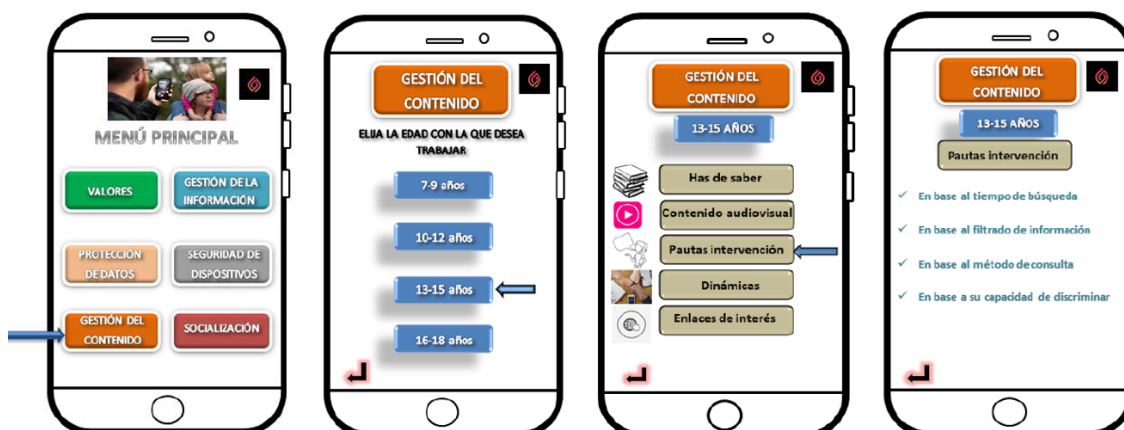 MENÚ PRINCIPAL
VALORES
GESTIÓN DE LA
INFORMACIÓN
PROTECCIÓN
DE DATOS
SEGURIDAD DE
DISPOSITIVOS
GESTIÓN DEL
CONTENIDO
SOCIALIZACIÓN
GESTIÓN DEL
CONTENIDO
ELIJA LA EDAD CON LA QUE DESEA
TRABAJAR
7-9 años
10-12 años
13-15 años
16-18 años
GESTIÓN DEL
CONTENIDO
13-15 AÑOS
Has de saber
Contenido audiovisual
Pautas intervención
Dinámicas
Enlaces de interés
GESTIÓN DEL
CONTENIDO
13-15 AÑOS
Pautas intervención
En base al tiempo de búsqueda
En base al filtrado de información
En base al método de consulta
En base a su capacidad de discriminar